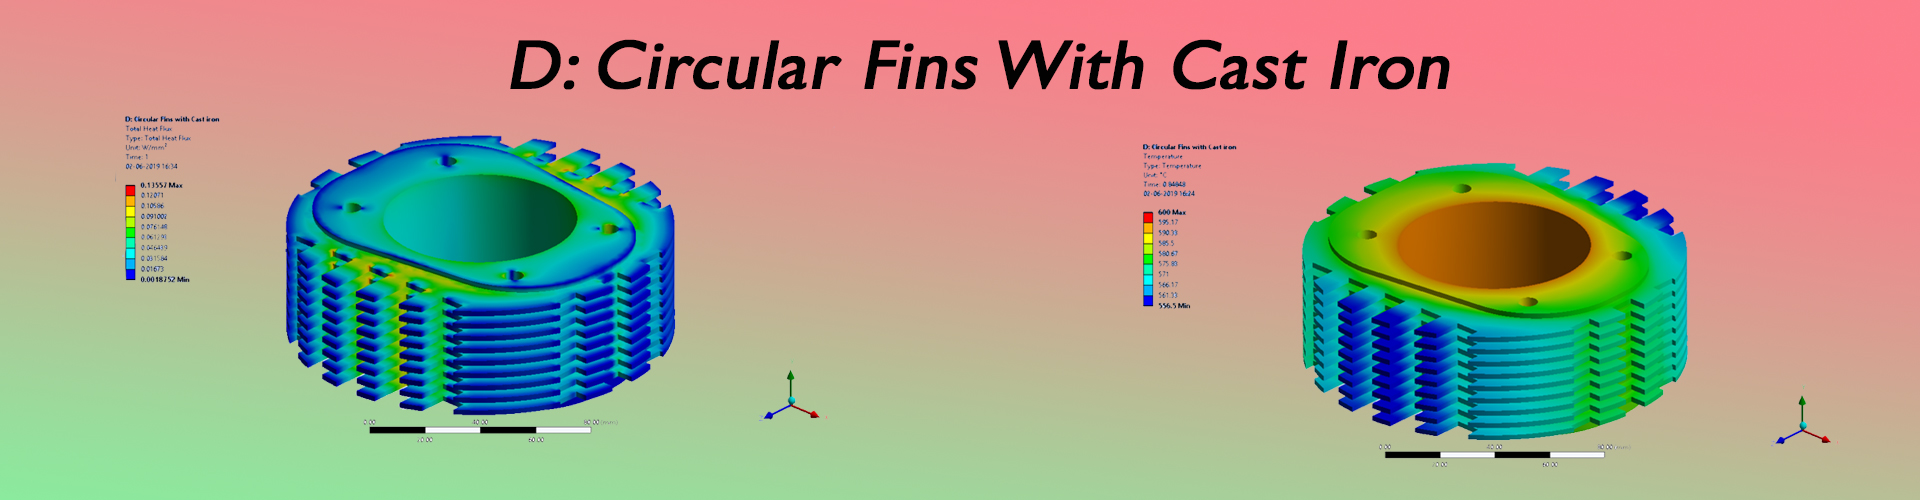 D: Circular Fins With Cast Iron
D: Circular Fins with Cast iron
Total Heat Flux
Type: Total Heat Flux
Unit: W/mm²
Time: 1
02-06-2019 16:34
0.13557 Max
0.12071
0.10586
0.091002
0.076148
0.061293
0.046439
0.031584
0.01673
0.0018752 Min
0.00
40.00
80.00 (mm)
20.00
60.00
D: Circular Fins with Cast iron
Temperature
Type: Temperature
Unit: °C
Time: 0.84848
02-06-2019 16:24
600 Max
595.17
590.33
585.5
580.67
575.83
571
566.17
561.33
556.5 Min
0.00
40.00
80.00 (mm)
20.00
60.00